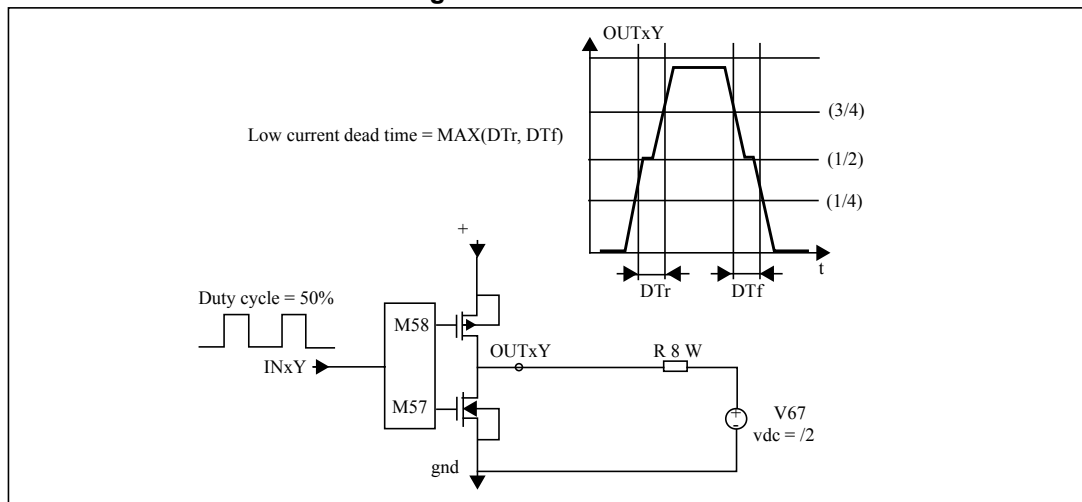 OUTxY
(3/4)
Low current dead time = MAX(DTr, DTf)
(1/2)
(1/4)
+
t
DTr
DTf
Duty cycle = 50%
M58
OUTxY
R 8 W
INxY
M57
+
-
V67
vdc = /2
gnd